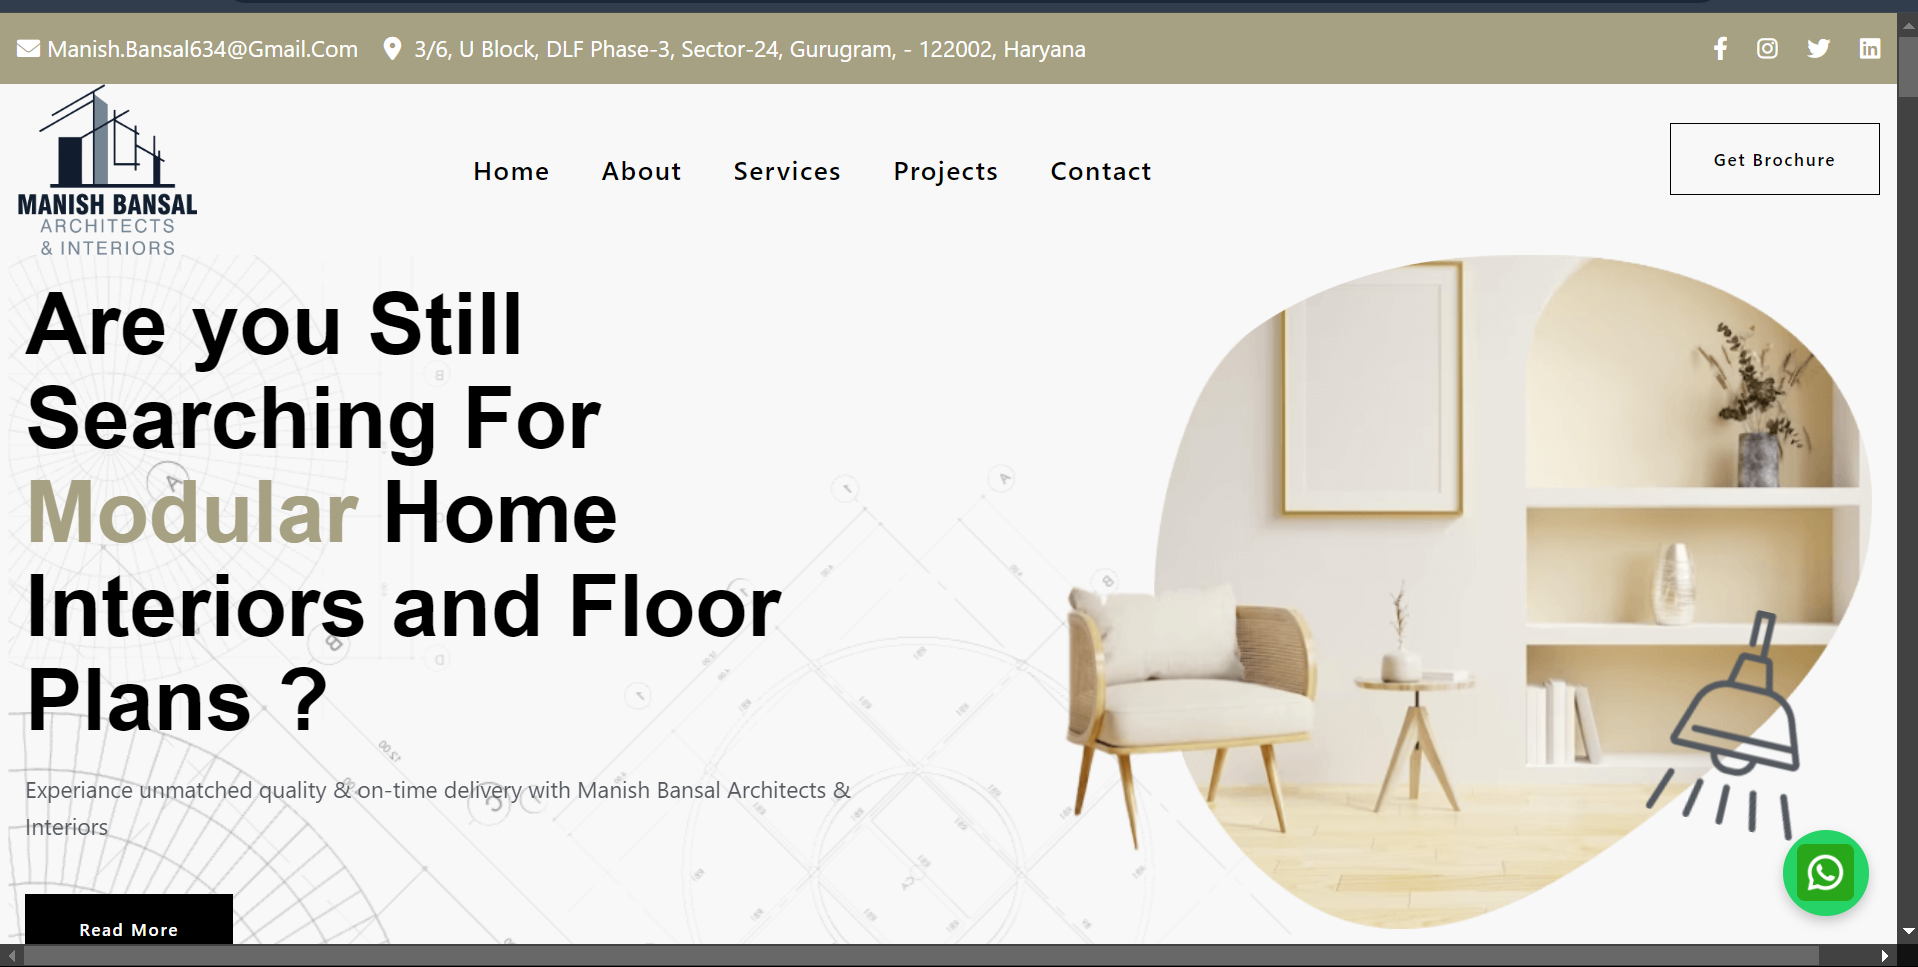 Manish.Bansal634@Gmail.Com 3/6, U Block, DLF Phase-3, Sector-24, Gurugram, - 122002, Haryana
MANISH BANSAL
ARCHITECTS
& INTERIORS
Home About Services Projects Contact
Get Brochure
Are you Still
Searching For
Modular Home
Interiors and Floor
Plans ?
Experiance unmatched quality & on-time delivery with Manish Bansal Architects &
Interiors
Read More